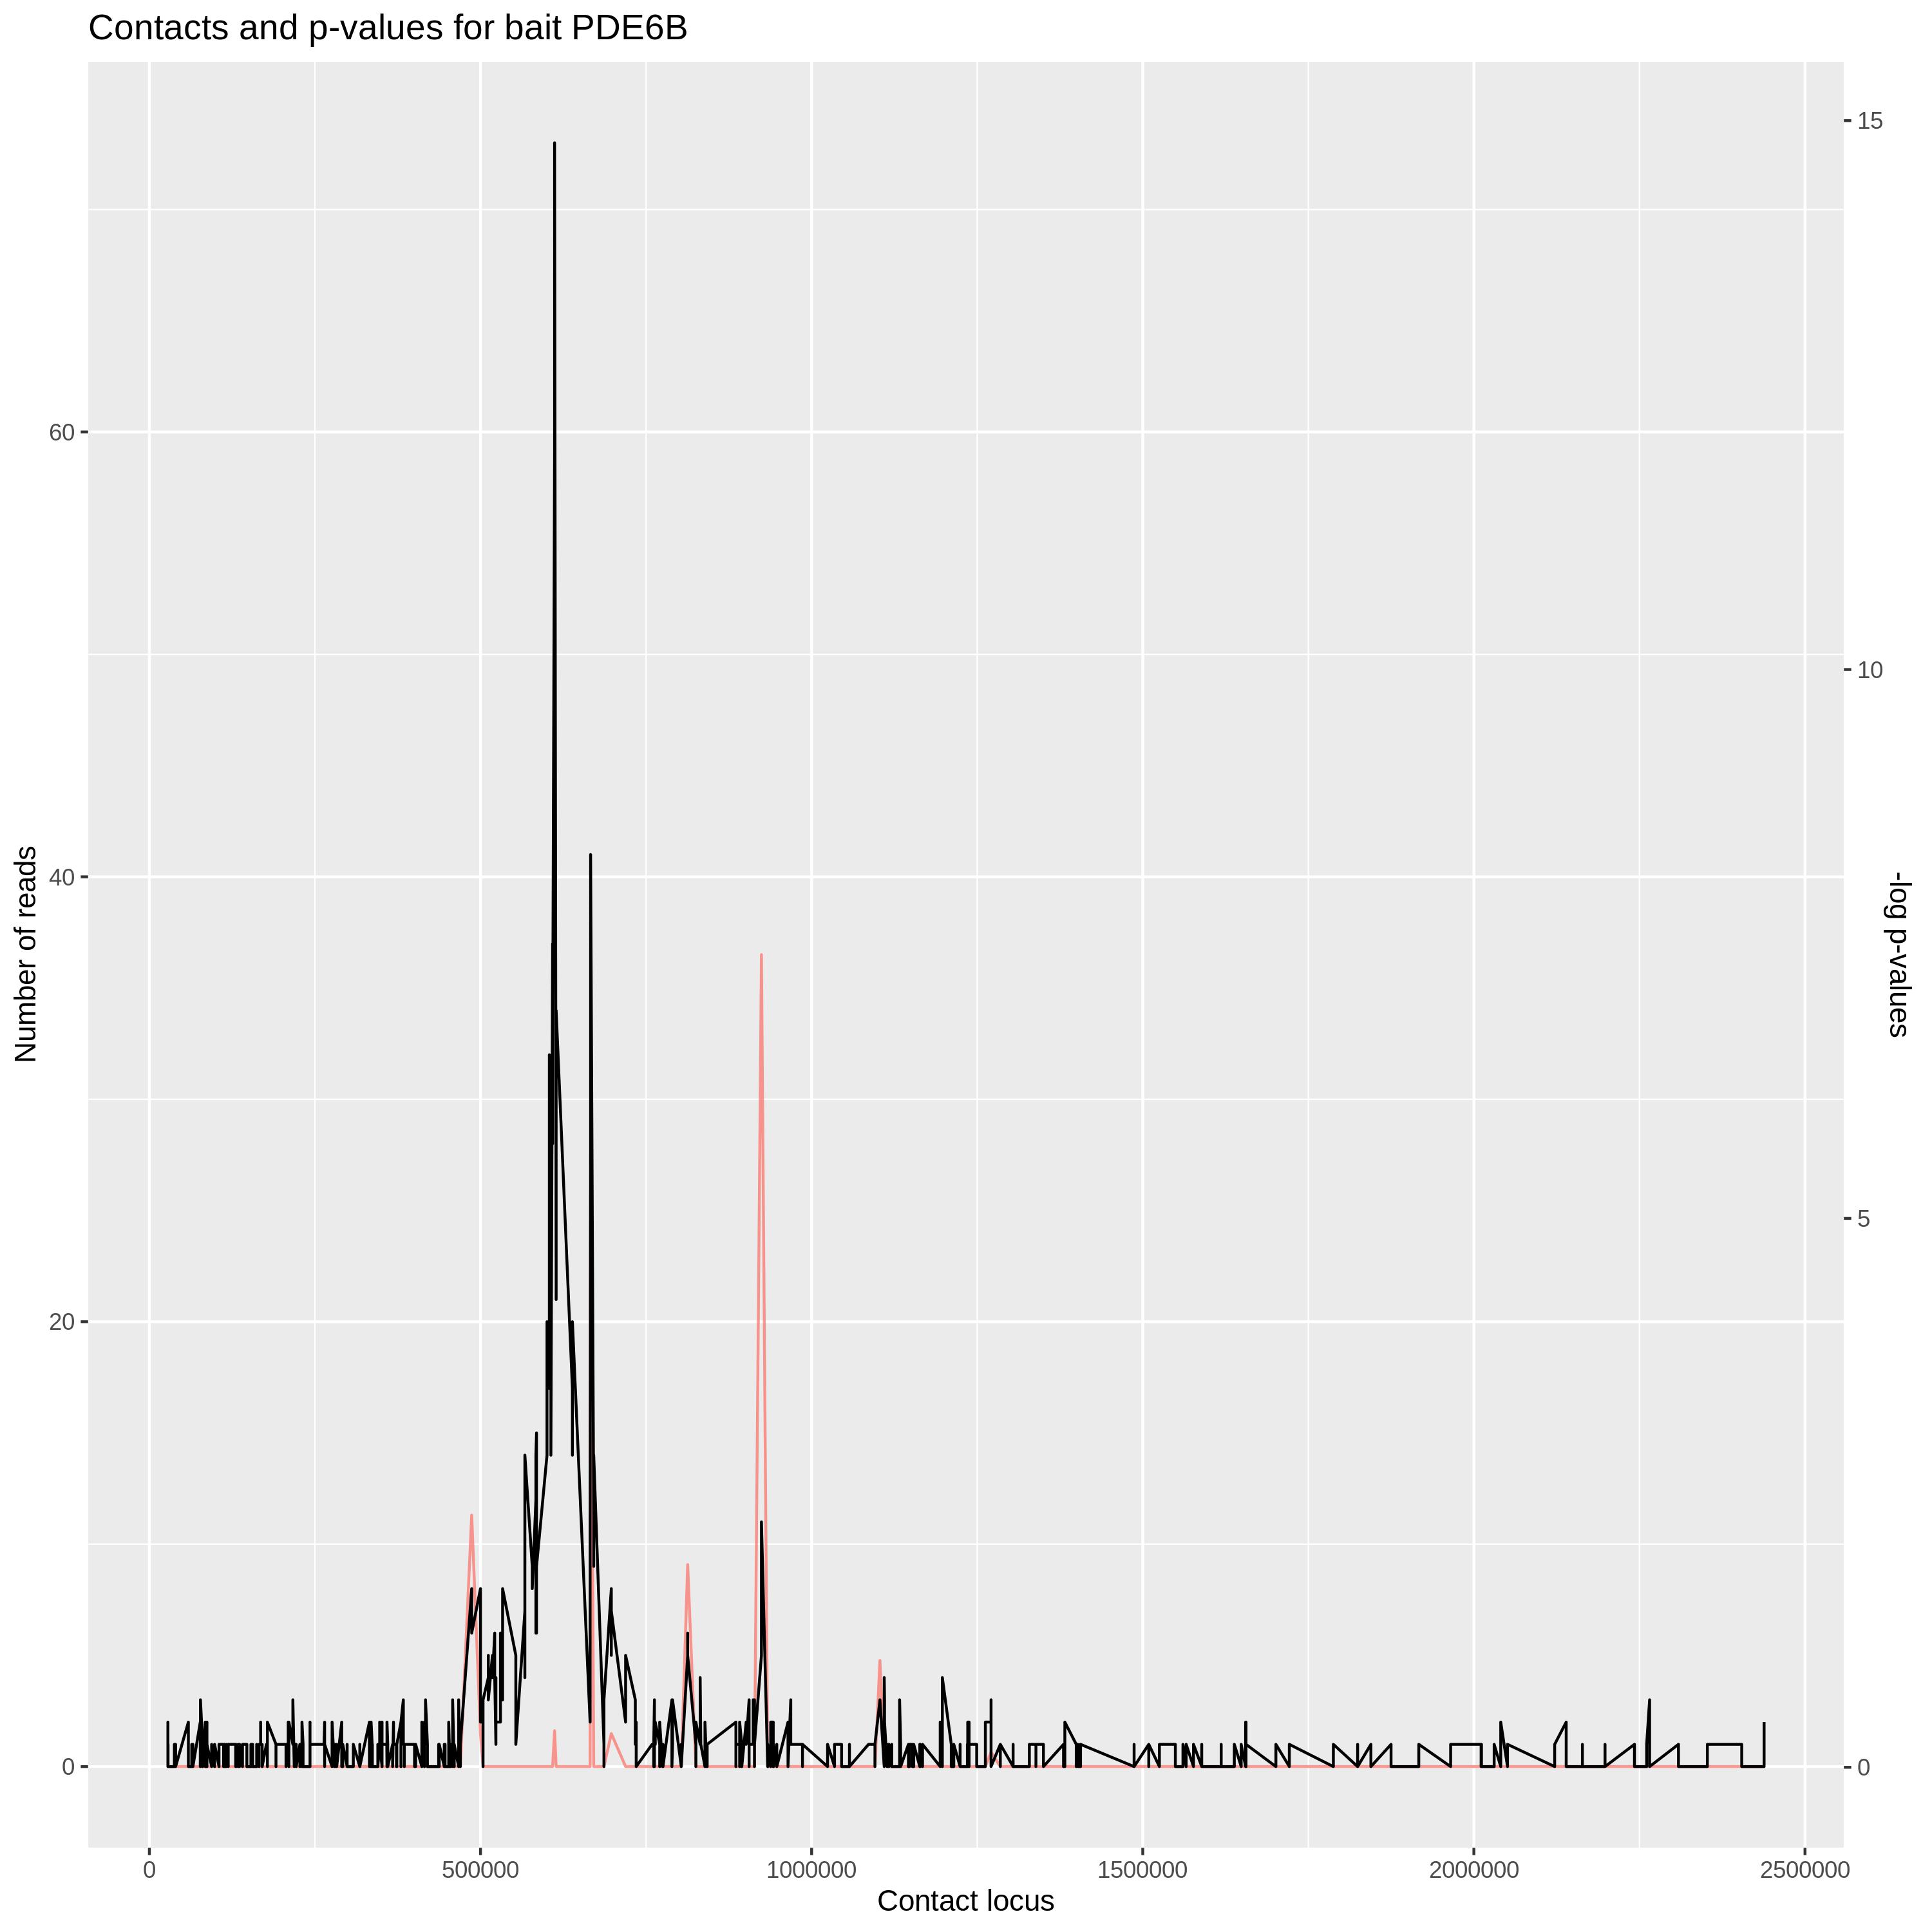 Contacts and p-values for bait PDE6B
Number of reads
60
40
20
0
15
10
5
0
-log p-values
0 500000 1000000 1500000 2000000 2500000
Contact locus